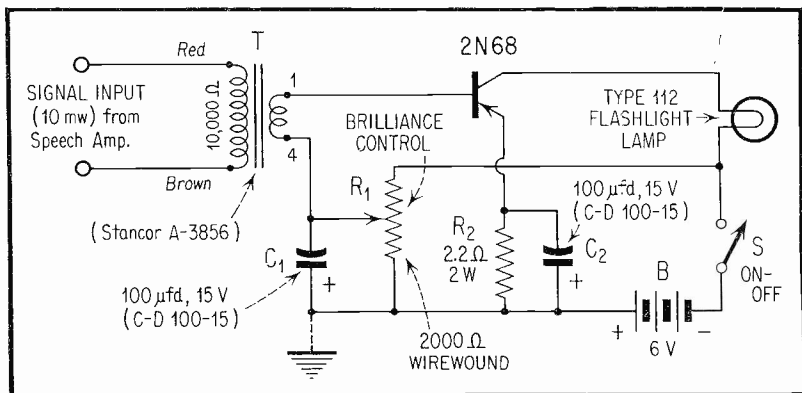 Red
T
2N68
SIGNAL INPUT
(10 mw) from
Speech Amp.
10,000 Ω
1
4
BRILLIANCE
CONTROL
TYPE 112
FLASHLIGHT
LAMP
Brown
(Stancor A-3856)
R1
C1
+
100 µfd, 15 V
(C-D 100-15)
2000 Ω
WIREWOUND
R2
2.2 Ω
2 W
100 µfd, 15 V
(C-D 100-15)
C2
+
B
+
-
6 V
S
ON-
OFF